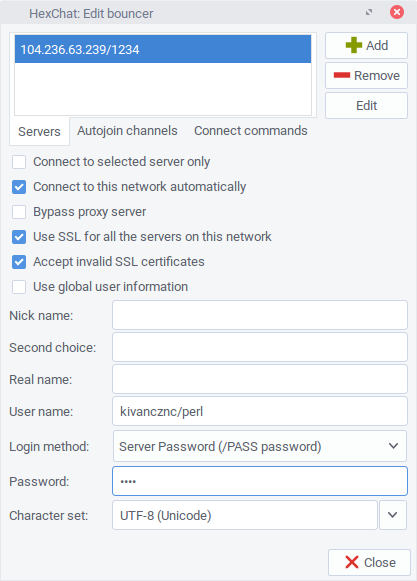 HexChat: Edit bouncer
104.236.63.239/1234
Add
Remove
Edit
Servers Autojoin channels Connect commands
Connect to selected server only
Connect to this network automatically
Bypass proxy server
Use SSL for all the servers on this network
Accept invalid SSL certificates
Use global user information
Nick name:
Second choice:
Real name:
User name: kivancznc/perl
Login method: Server Password (/PASS password)
Password: ••••
Character set: UTF-8 (Unicode)
Close